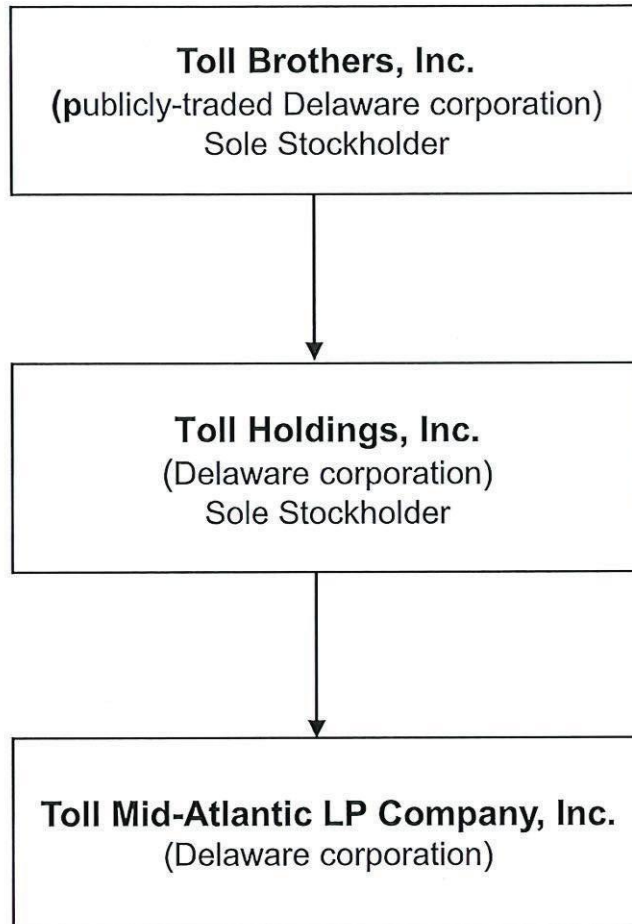 Toll Brothers, Inc.
(publicly-traded Delaware corporation)
Sole Stockholder
Toll Holdings, Inc.
(Delaware corporation)
Sole Stockholder
Toll Mid-Atlantic LP Company, Inc.
(Delaware corporation)